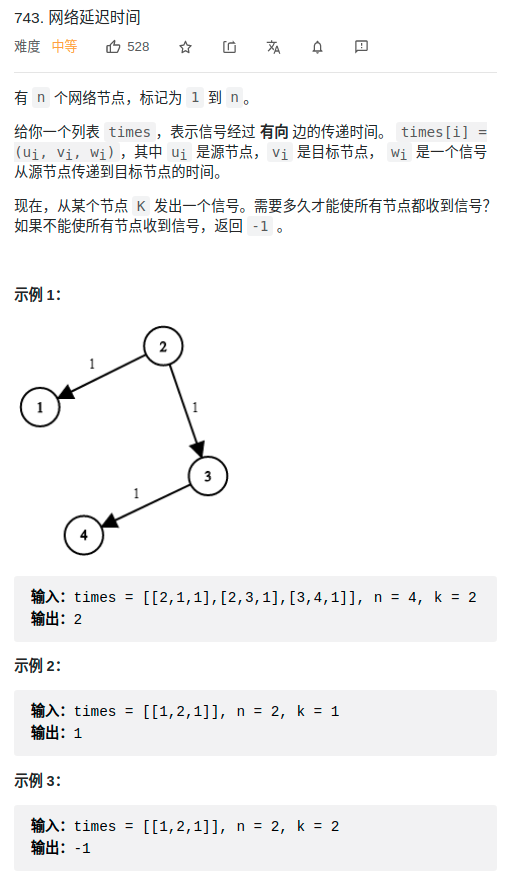 743. 网络延迟时间
难度 中等 528
有 n 个网络节点，标记为 1 到 n。
给你一个列表 times，表示信号经过 有向 边的传递时间。 times[i] =
(ui, vi, wi)，其中 ui 是源节点，vi 是目标节点， wi 是一个信号
从源节点传递到目标节点的时间。
现在，从某个节点 K 发出一个信号。需要多久才能使所有节点都收到信号？
如果不能使所有节点收到信号，返回 -1 。
示例 1：
2
1
1
1
3
1
4
输入：times = [[2,1,1],[2,3,1],[3,4,1]], n = 4, k = 2
输出：2
示例 2：
输入：times = [[1,2,1]], n = 2, k = 1
输出：1
示例 3：
输入：times = [[1,2,1]], n = 2, k = 2
输出：-1